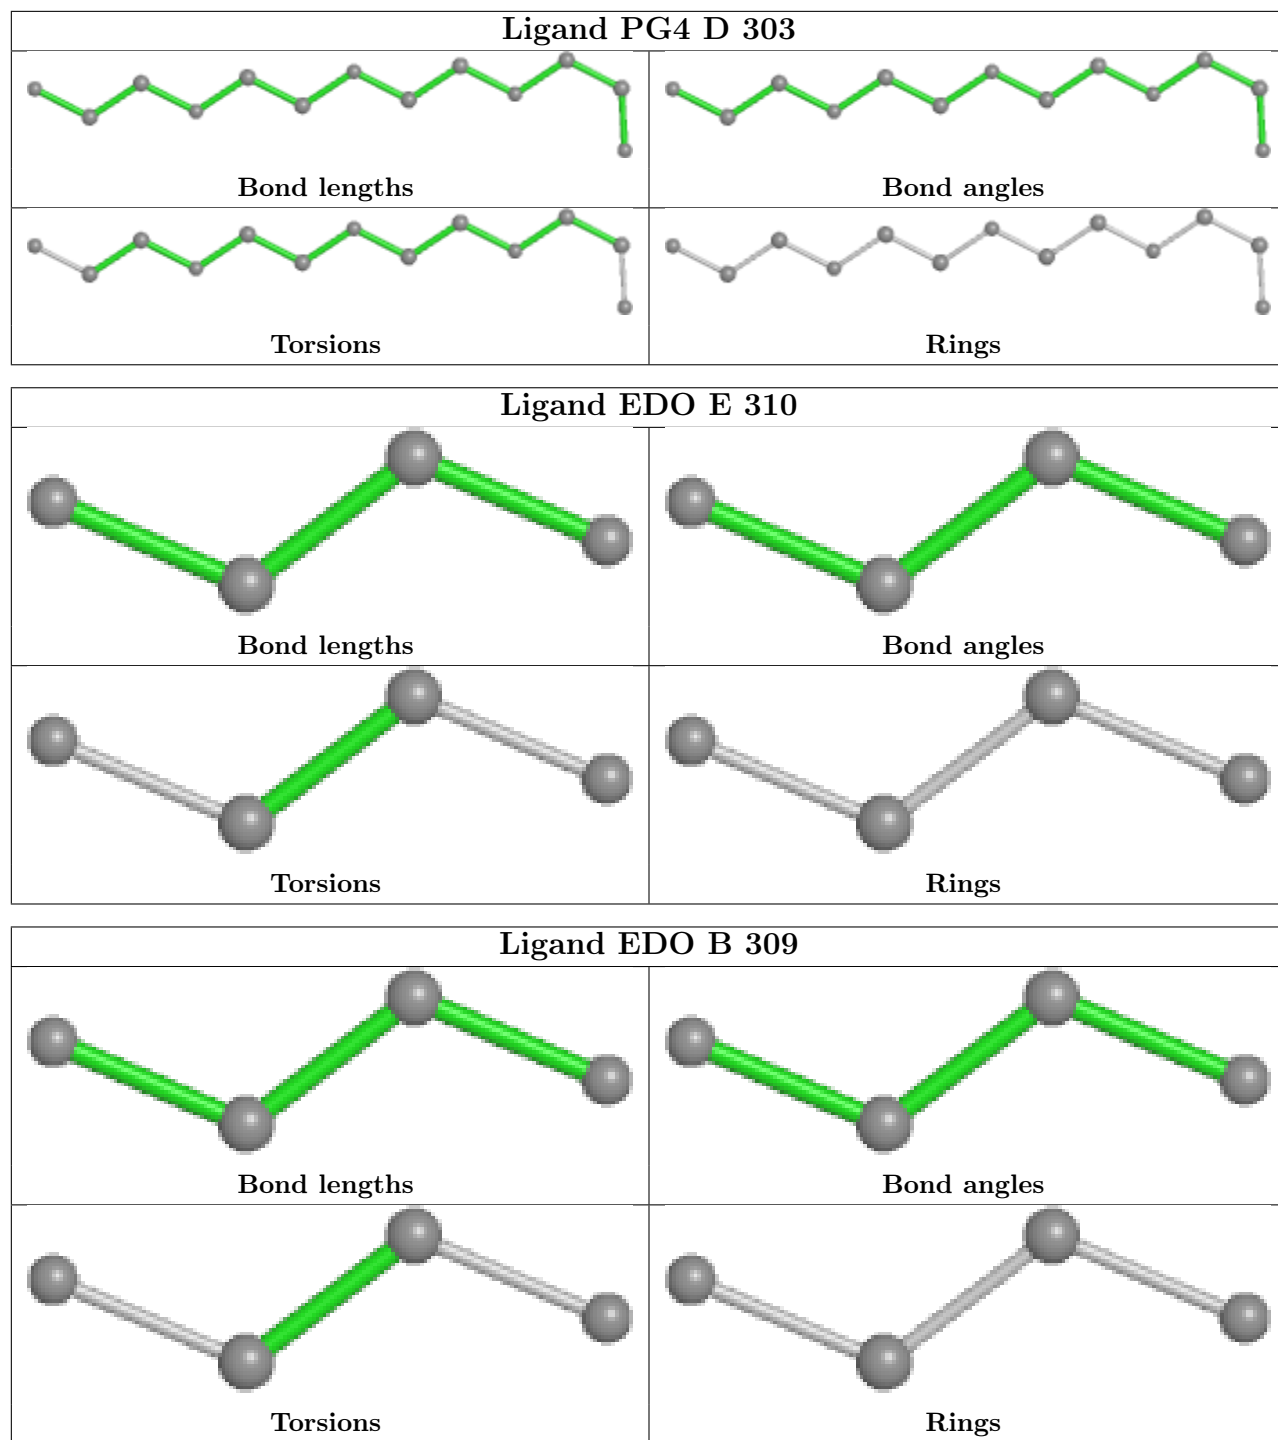 Ligand PG4 D 303
Bond lengths
Bond angles
Torsions
Rings
Ligand EDO E 310
Bond lengths
Bond angles
Torsions
Rings
Ligand EDO B 309
Bond lengths
Bond angles
Torsions
Rings